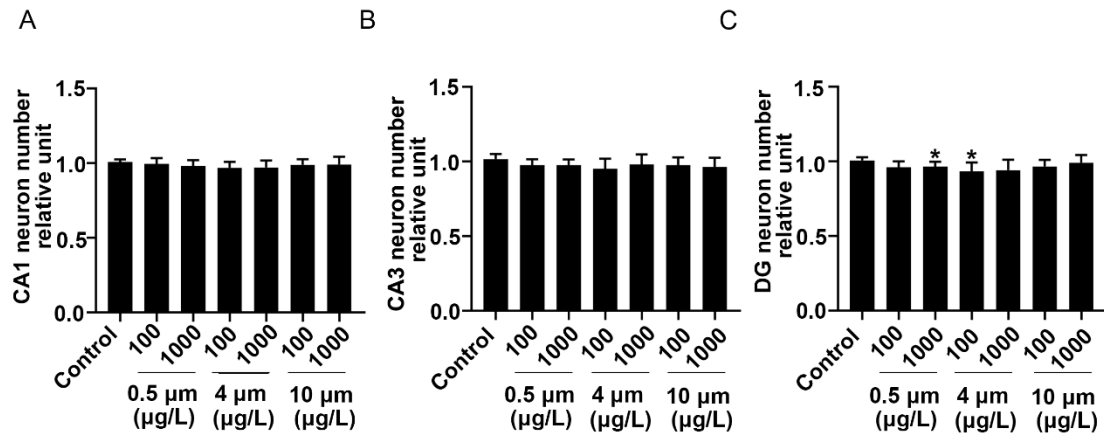 A
CA1 neuron number
relative unit
1.5
1.0
0.5
0.0
Control
100
1000
100
1000
100
1000
0.5 μm
(μg/L)
4 μm
(μg/L)
10 μm
(μg/L)
B
CA3 neuron number
relative unit
1.5
1.0
0.5
0.0
Control
100
1000
100
1000
100
1000
0.5 μm
(μg/L)
4 μm
(μg/L)
10 μm
(μg/L)
C
DG neuron number
relative unit
1.5
1.0
0.5
0.0
* *
Control
100
1000
100
1000
100
1000
0.5 μm
(μg/L)
4 μm
(μg/L)
10 μm
(μg/L)